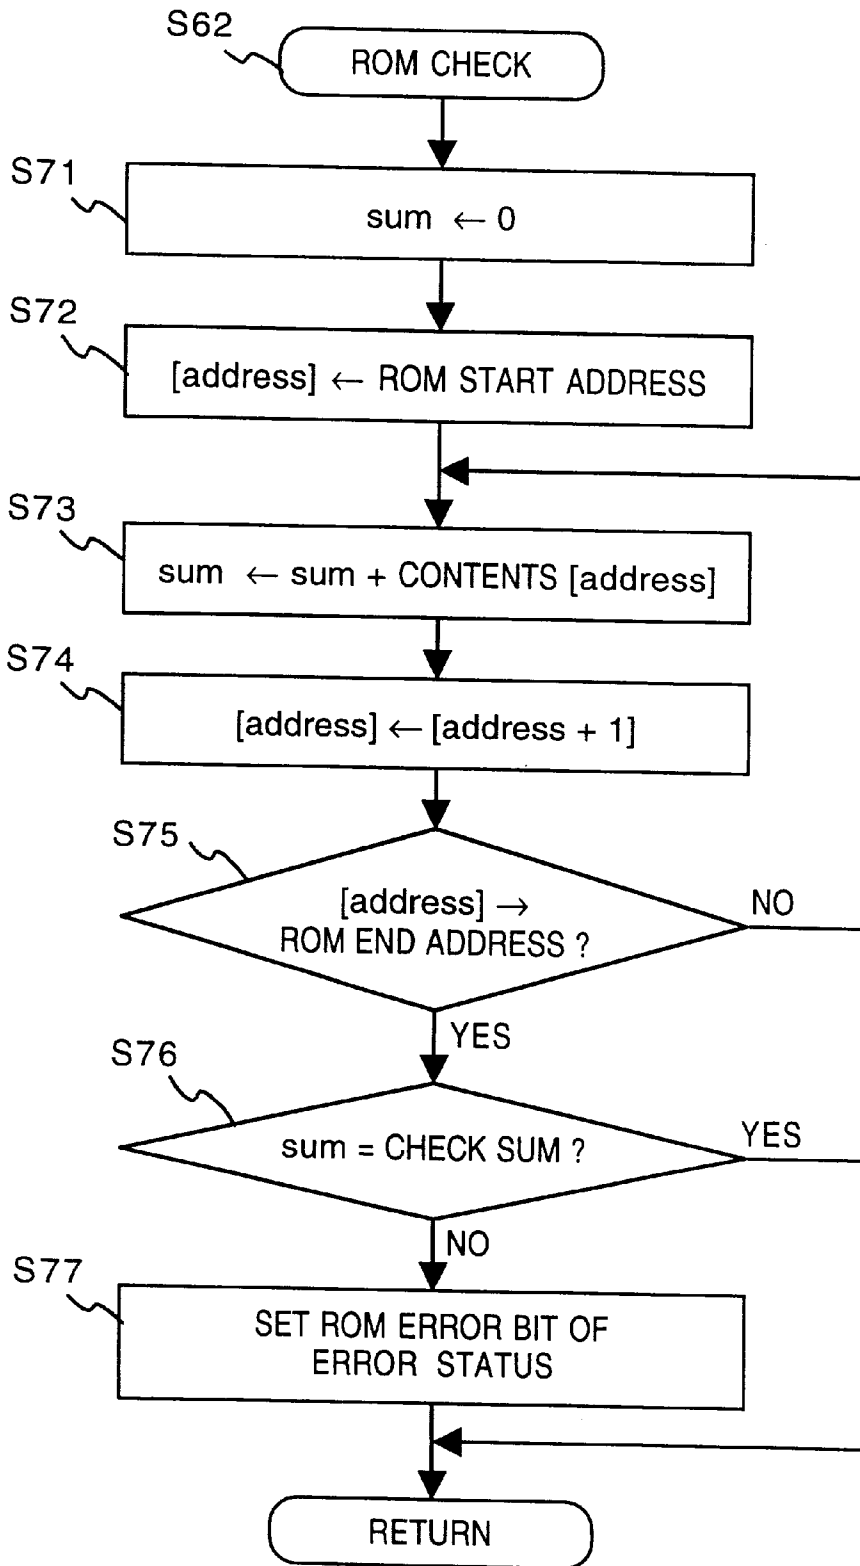 S62
ROM CHECK
S71
sum ← 0
S72
[address] ← ROM START ADDRESS
S73
sum ← sum + CONTENTS [address]
S74
[address] ← [address + 1]
S75
[address] →
ROM END ADDRESS ?
NO
YES
S76
sum = CHECK SUM ?
YES
NO
S77
SET ROM ERROR BIT OF
ERROR STATUS
RETURN